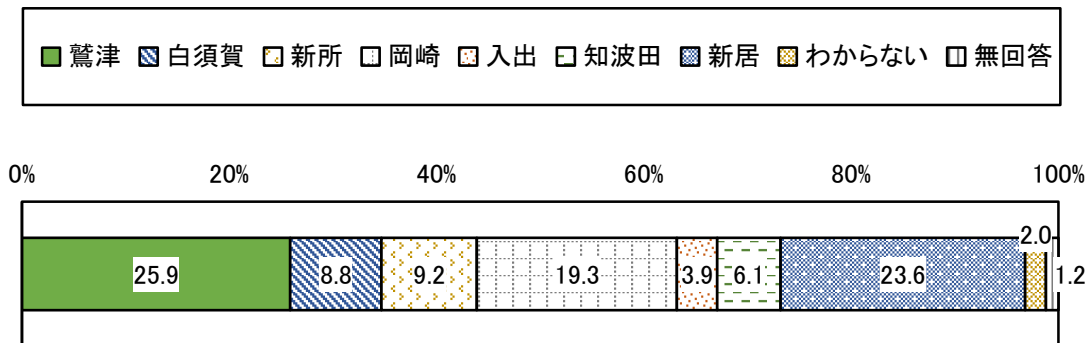 鷲津 白須賀 新所 岡崎 入出 知波田 新居 わからない 無回答
0% 20% 40% 60% 80% 100%
25.9 8.8 9.2 19.3 3.9 6.1 23.6 2.0 1.2